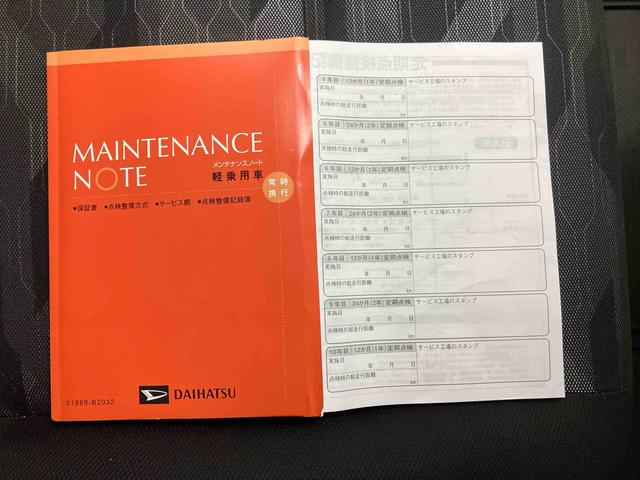 MAINTENANCE
NOTE
メンテナンスノート
軽乗用車
常時
携行
●保証書 ●点検整備方式 ●サービス網 ●点検整備記録簿
DAIHATSU
01989-B2032
4年目 12か月(1年)定期点検 サービス工場のスタンプ
実施日
年 月 日
点検時の総走行距離
km
5年目 24か月(2年)定期点検 サービス工場のスタンプ
実施日
年 月 日
点検時の総走行距離
km
6年目 12か月(1年)定期点検 サービス工場のスタンプ
実施日
年 月 日
点検時の総走行距離
km
7年目 24か月(2年)定期点検 サービス工場のスタンプ
実施日
年 月 日
点検時の総走行距離
km
8年目 12か月(1年)定期点検 サービス工場のスタンプ
実施日
年 月 日
点検時の総走行距離
km
9年目 24か月(2年)定期点検 サービス工場のスタンプ
実施日
年 月 日
点検時の総走行距離
km
10年目 12か月(1年)定期点検 サービス工場のスタンプ
実施日
年 月 日
点検時の総走行距離
km